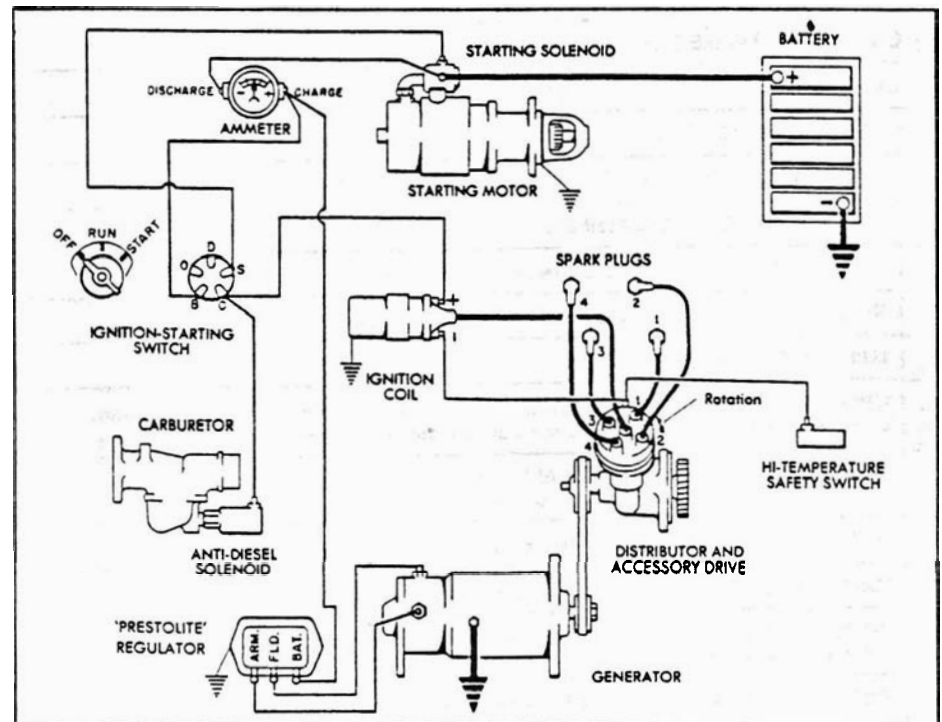 BATTERY
+
-
STARTING SOLENOID
DISCHARGE
CHARGE
AMMETER
STARTING MOTOR
OFF
RUN
START
D
O
S
B
C
IGNITION-STARTING
SWITCH
SPARK PLUGS
4
2
3
1
+
IGNITION
COIL
Rotation
1
3
2
4
HI-TEMPERATURE
SAFETY SWITCH
CARBURETOR
ANTI-DIESEL
SOLENOID
DISTRIBUTOR AND
ACCESSORY DRIVE
'PRESTOLITE'
REGULATOR
ARM.
FLD.
BAT.
GENERATOR